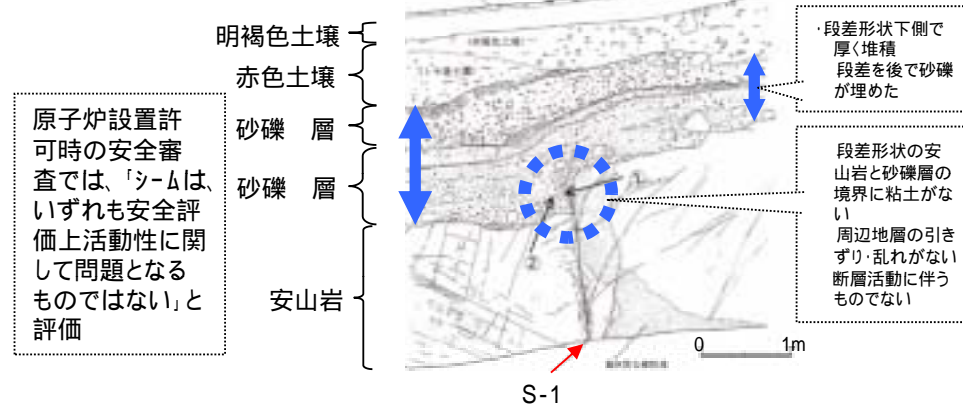 明褐色土壌
赤色土壌
砂礫 層
砂礫 層
安山岩
原子炉設置許
可時の安全審
査では、｢シームは、
いずれも安全評
価上活動性に関
して問題となる
ものではない｣と
評価
・段差形状下側で
厚く堆積
段差を後で砂礫
が埋めた
段差形状の安
山岩と砂礫層の
境界に粘土がな
い
周辺地層の引き
ずり・乱れがない
断層活動に伴う
ものでない
0 1m
S-1